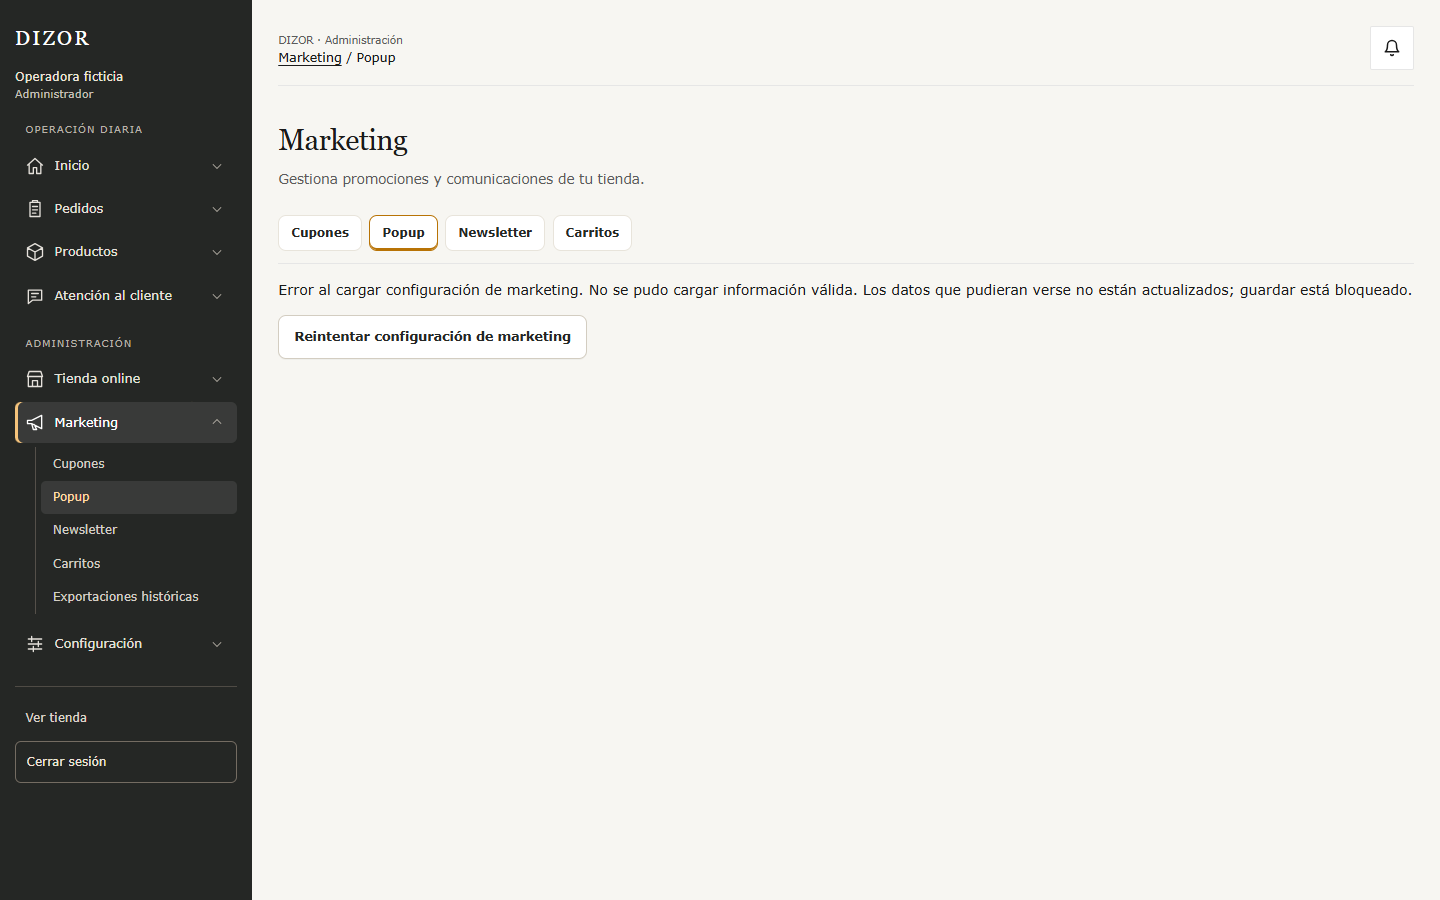 DIZOR
Operadora ficticia
Administrador
OPERACIÓN DIARIA
Inicio
Pedidos
Productos
Atención al cliente
ADMINISTRACIÓN
Tienda online
Marketing
Cupones
Popup
Newsletter
Carritos
Exportaciones históricas
Configuración
Ver tienda
Cerrar sesión
DIZOR · Administración
Marketing / Popup
Marketing
Gestiona promociones y comunicaciones de tu tienda.
Cupones Popup Newsletter Carritos
Error al cargar configuración de marketing. No se pudo cargar información válida. Los datos que pudieran verse no están actualizados; guardar está bloqueado.
Reintentar configuración de marketing